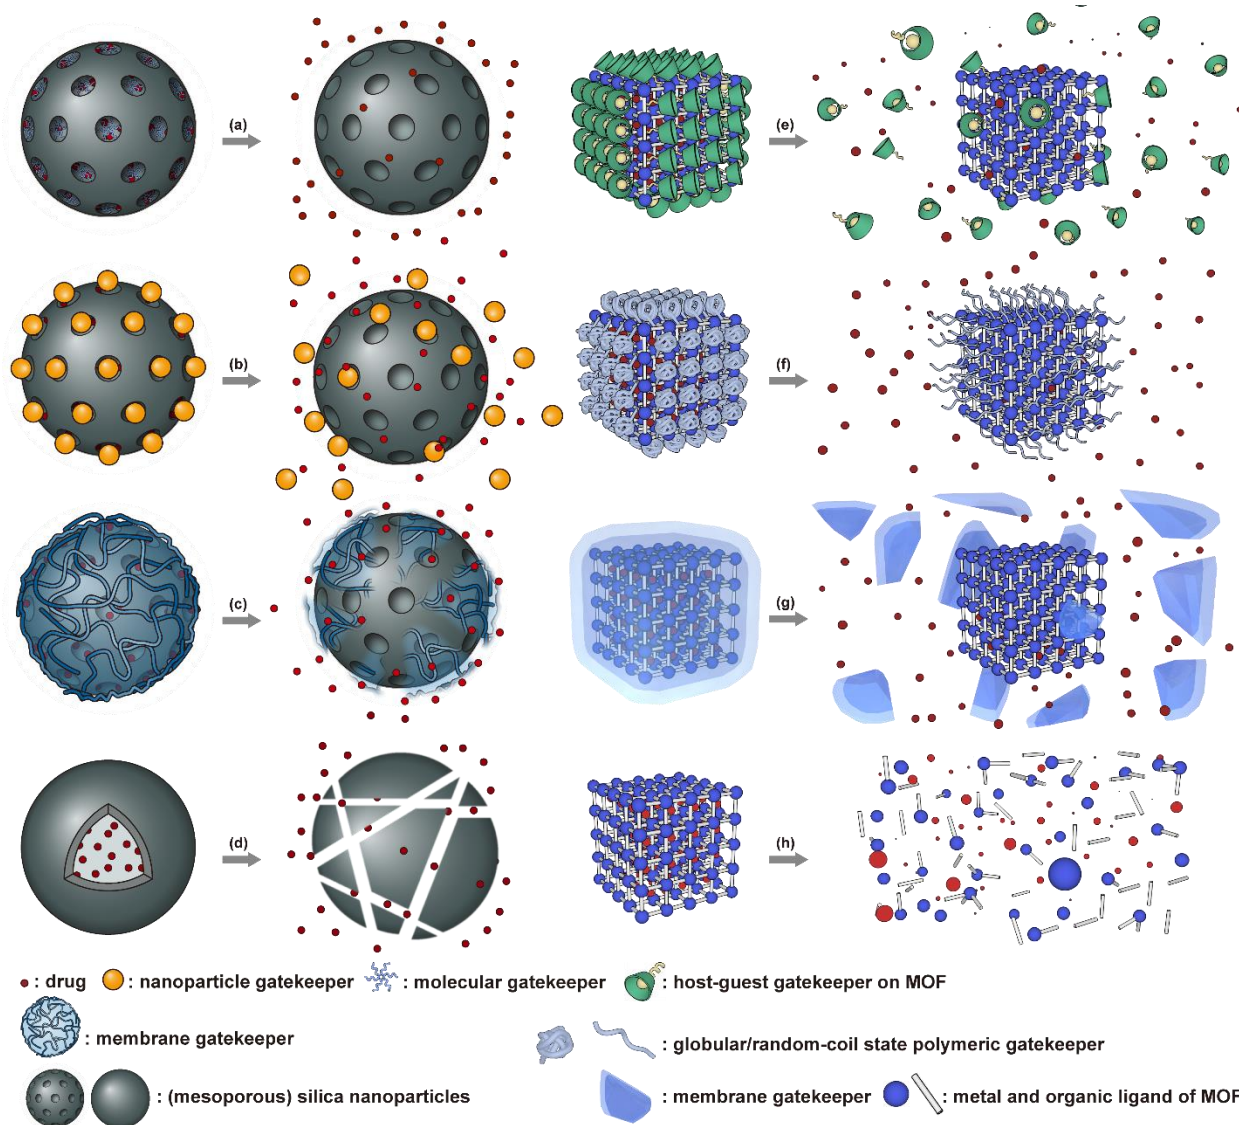 (a)
(e)
(b)
(f)
(c)
(g)
(d)
(h)
: drug : nanoparticle gatekeeper : molecular gatekeeper : host-guest gatekeeper on MOF
: membrane gatekeeper : globular/random-coil state polymeric gatekeeper
: (mesoporous) silica nanoparticles : membrane gatekeeper : metal and organic ligand of MOF